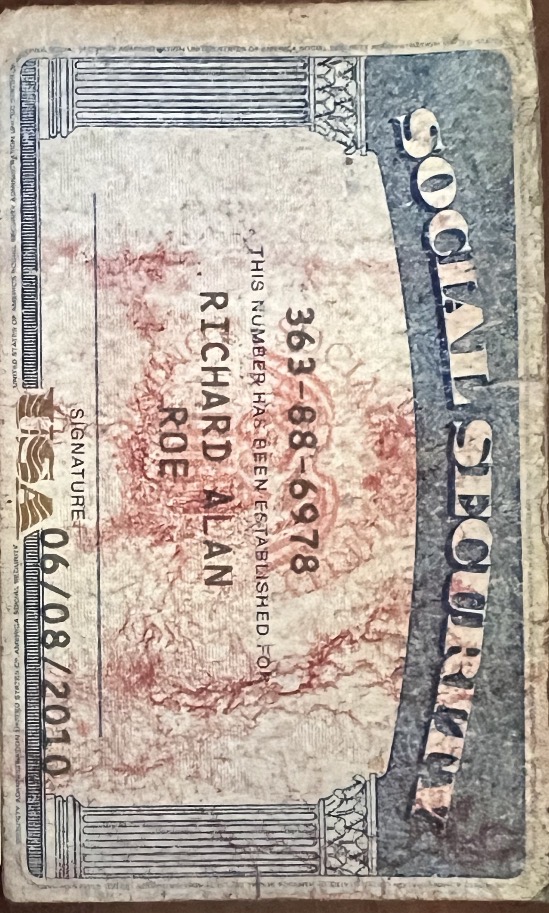 SOCIAL SECURITY
363-88-6978
THIS NUMBER HAS BEEN ESTABLISHED FOR
RICHARD ALAN
ROE
SIGNATURE
USA 06/08/2010